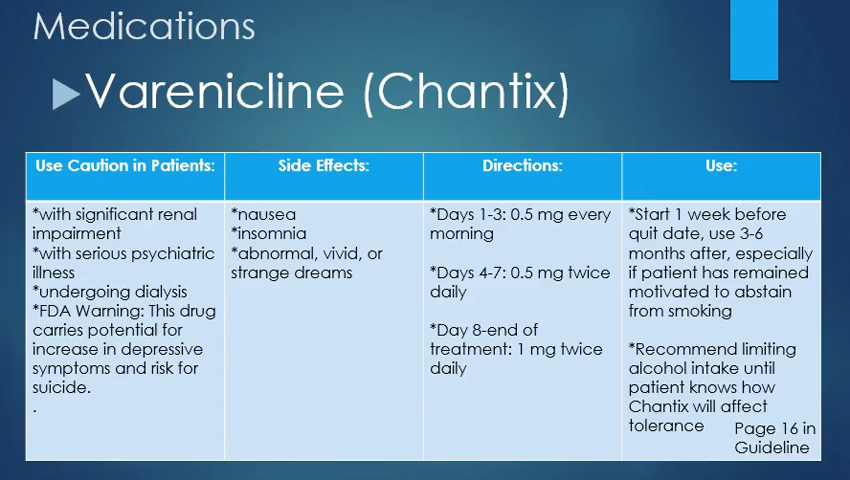 Medications
Varenicline (Chantix)
Use Caution in Patients:
*with significant renal
impairment
*with serious psychiatric
illness
*undergoing dialysis
*FDA Warning: This drug
carries potential for
increase in depressive
symptoms and risk for
suicide.
.
Side Effects:
*nausea
*insomnia
*abnormal, vivid, or
strange dreams
Directions:
*Days 1-3: 0.5 mg every
morning
*Days 4-7: 0.5 mg twice
daily
*Day 8-end of
treatment: 1 mg twice
daily
Use:
*Start 1 week before
quit date, use 3-6
months after, especially
if patient has remained
motivated to abstain
from smoking
*Recommend limiting
alcohol intake until
patient knows how
Chantix will affect
tolerance
Page 16 in
Guideline